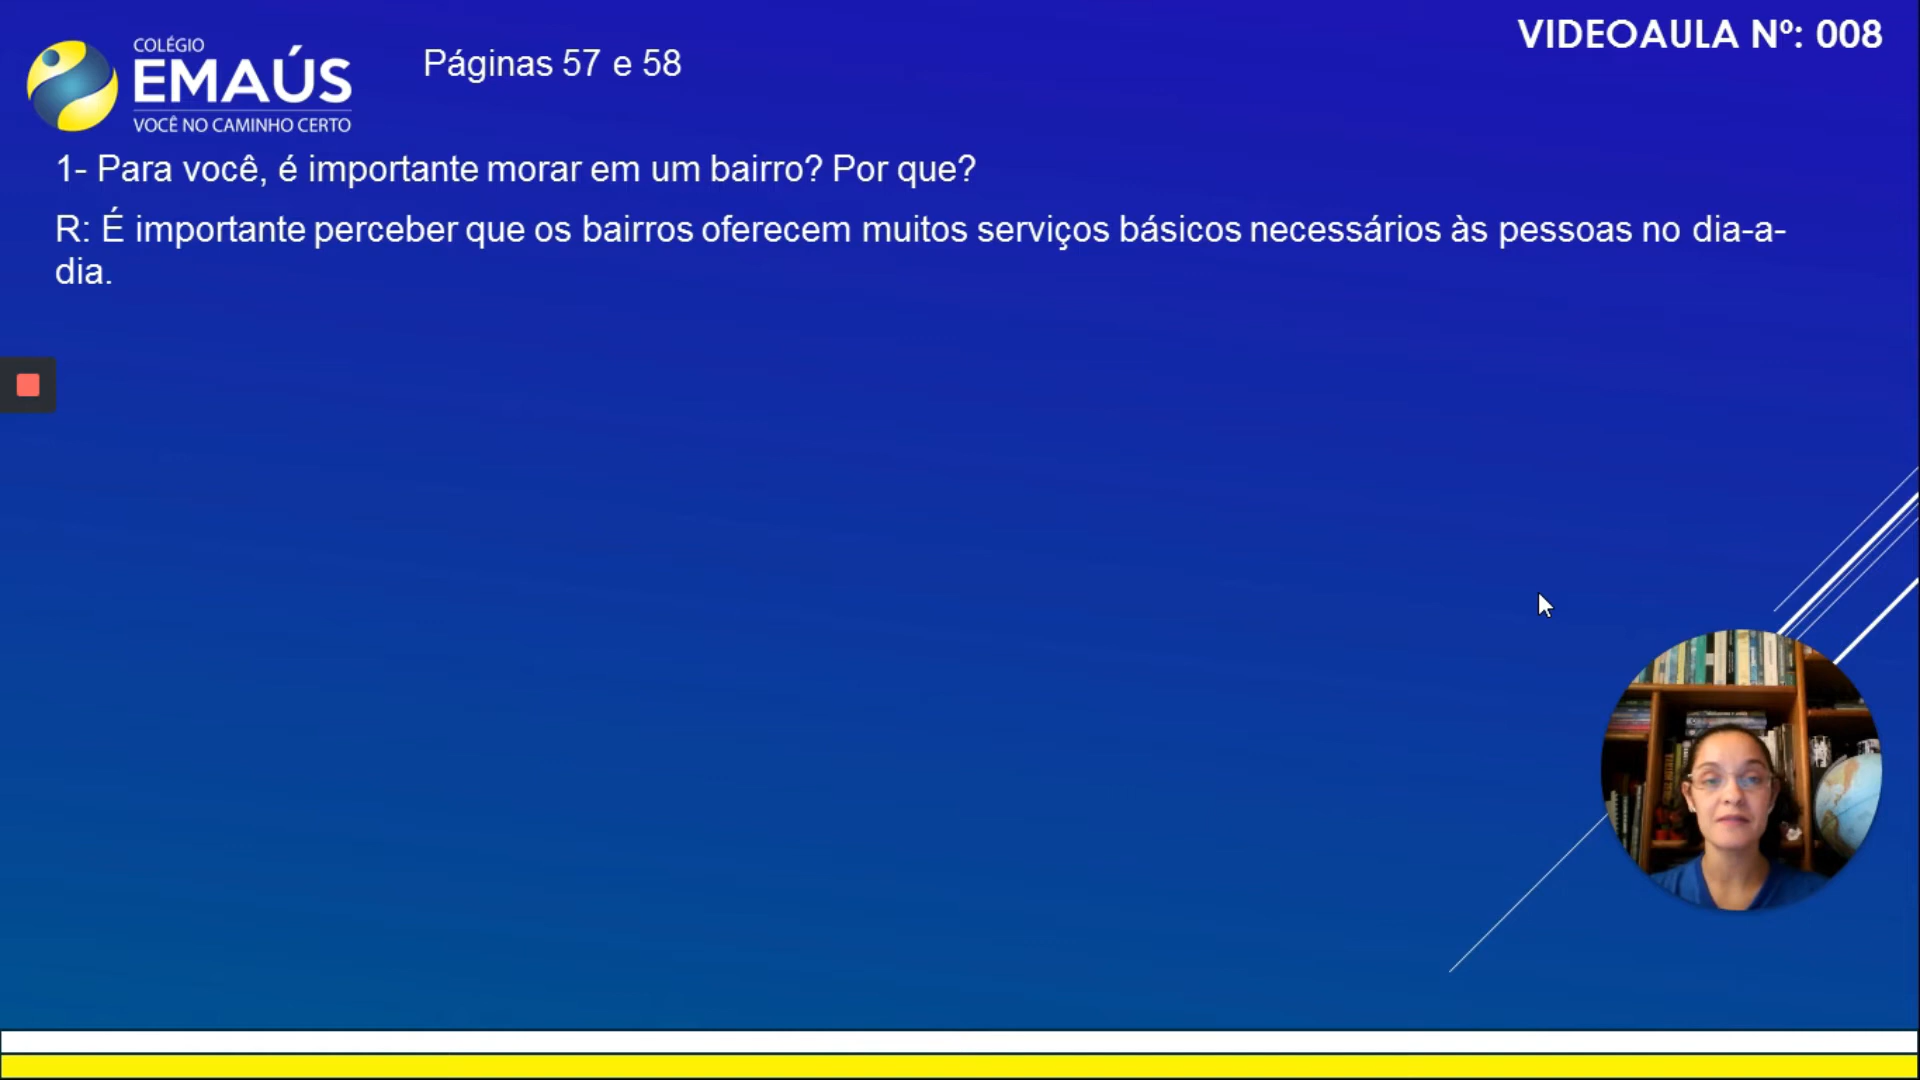 COLÉGIO
EMAÚS
VOCÊ NO CAMINHO CERTO
Páginas 57 e 58
VIDEOAULA Nº: 008
1- Para você, é importante morar em um bairro? Por que?
R: É importante perceber que os bairros oferecem muitos serviços básicos necessários às pessoas no dia-a-
dia.